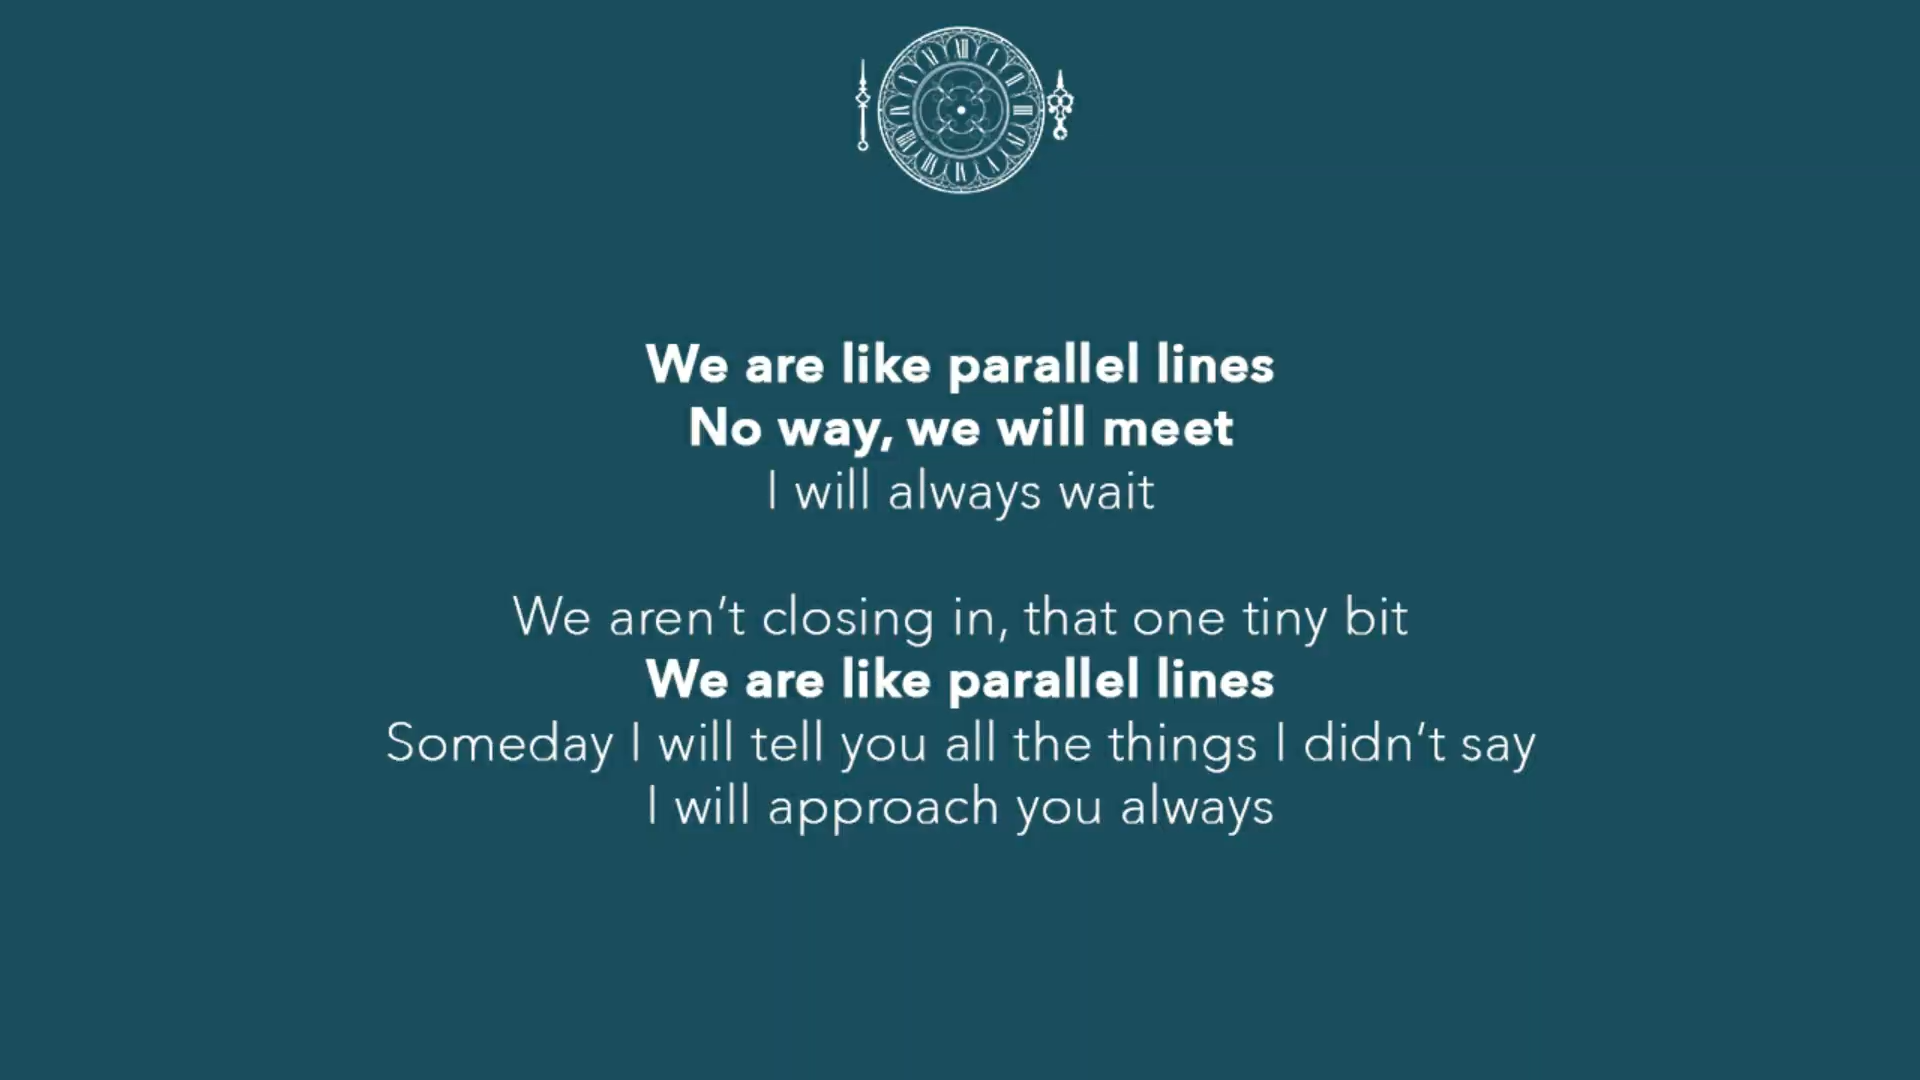 We are like parallel lines
No way, we will meet
I will always wait
We aren’t closing in, that one tiny bit
We are like parallel lines
Someday I will tell you all the things I didn’t say
I will approach you always